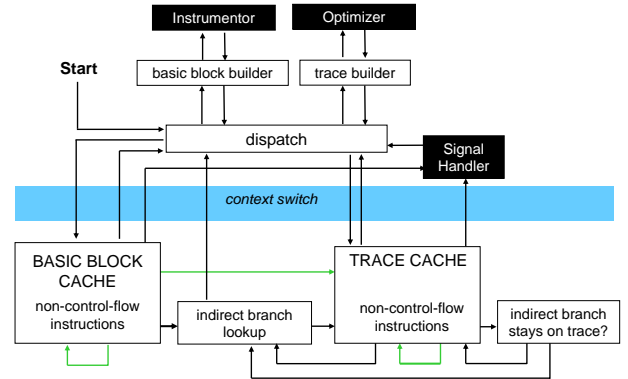 Instrumentor
Optimizer
Start
basic block builder
trace builder
dispatch
Signal
Handler
context switch
BASIC BLOCK
CACHE
non-control-flow
instructions
indirect branch
lookup
TRACE CACHE
non-control-flow
instructions
indirect branch
stays on trace?